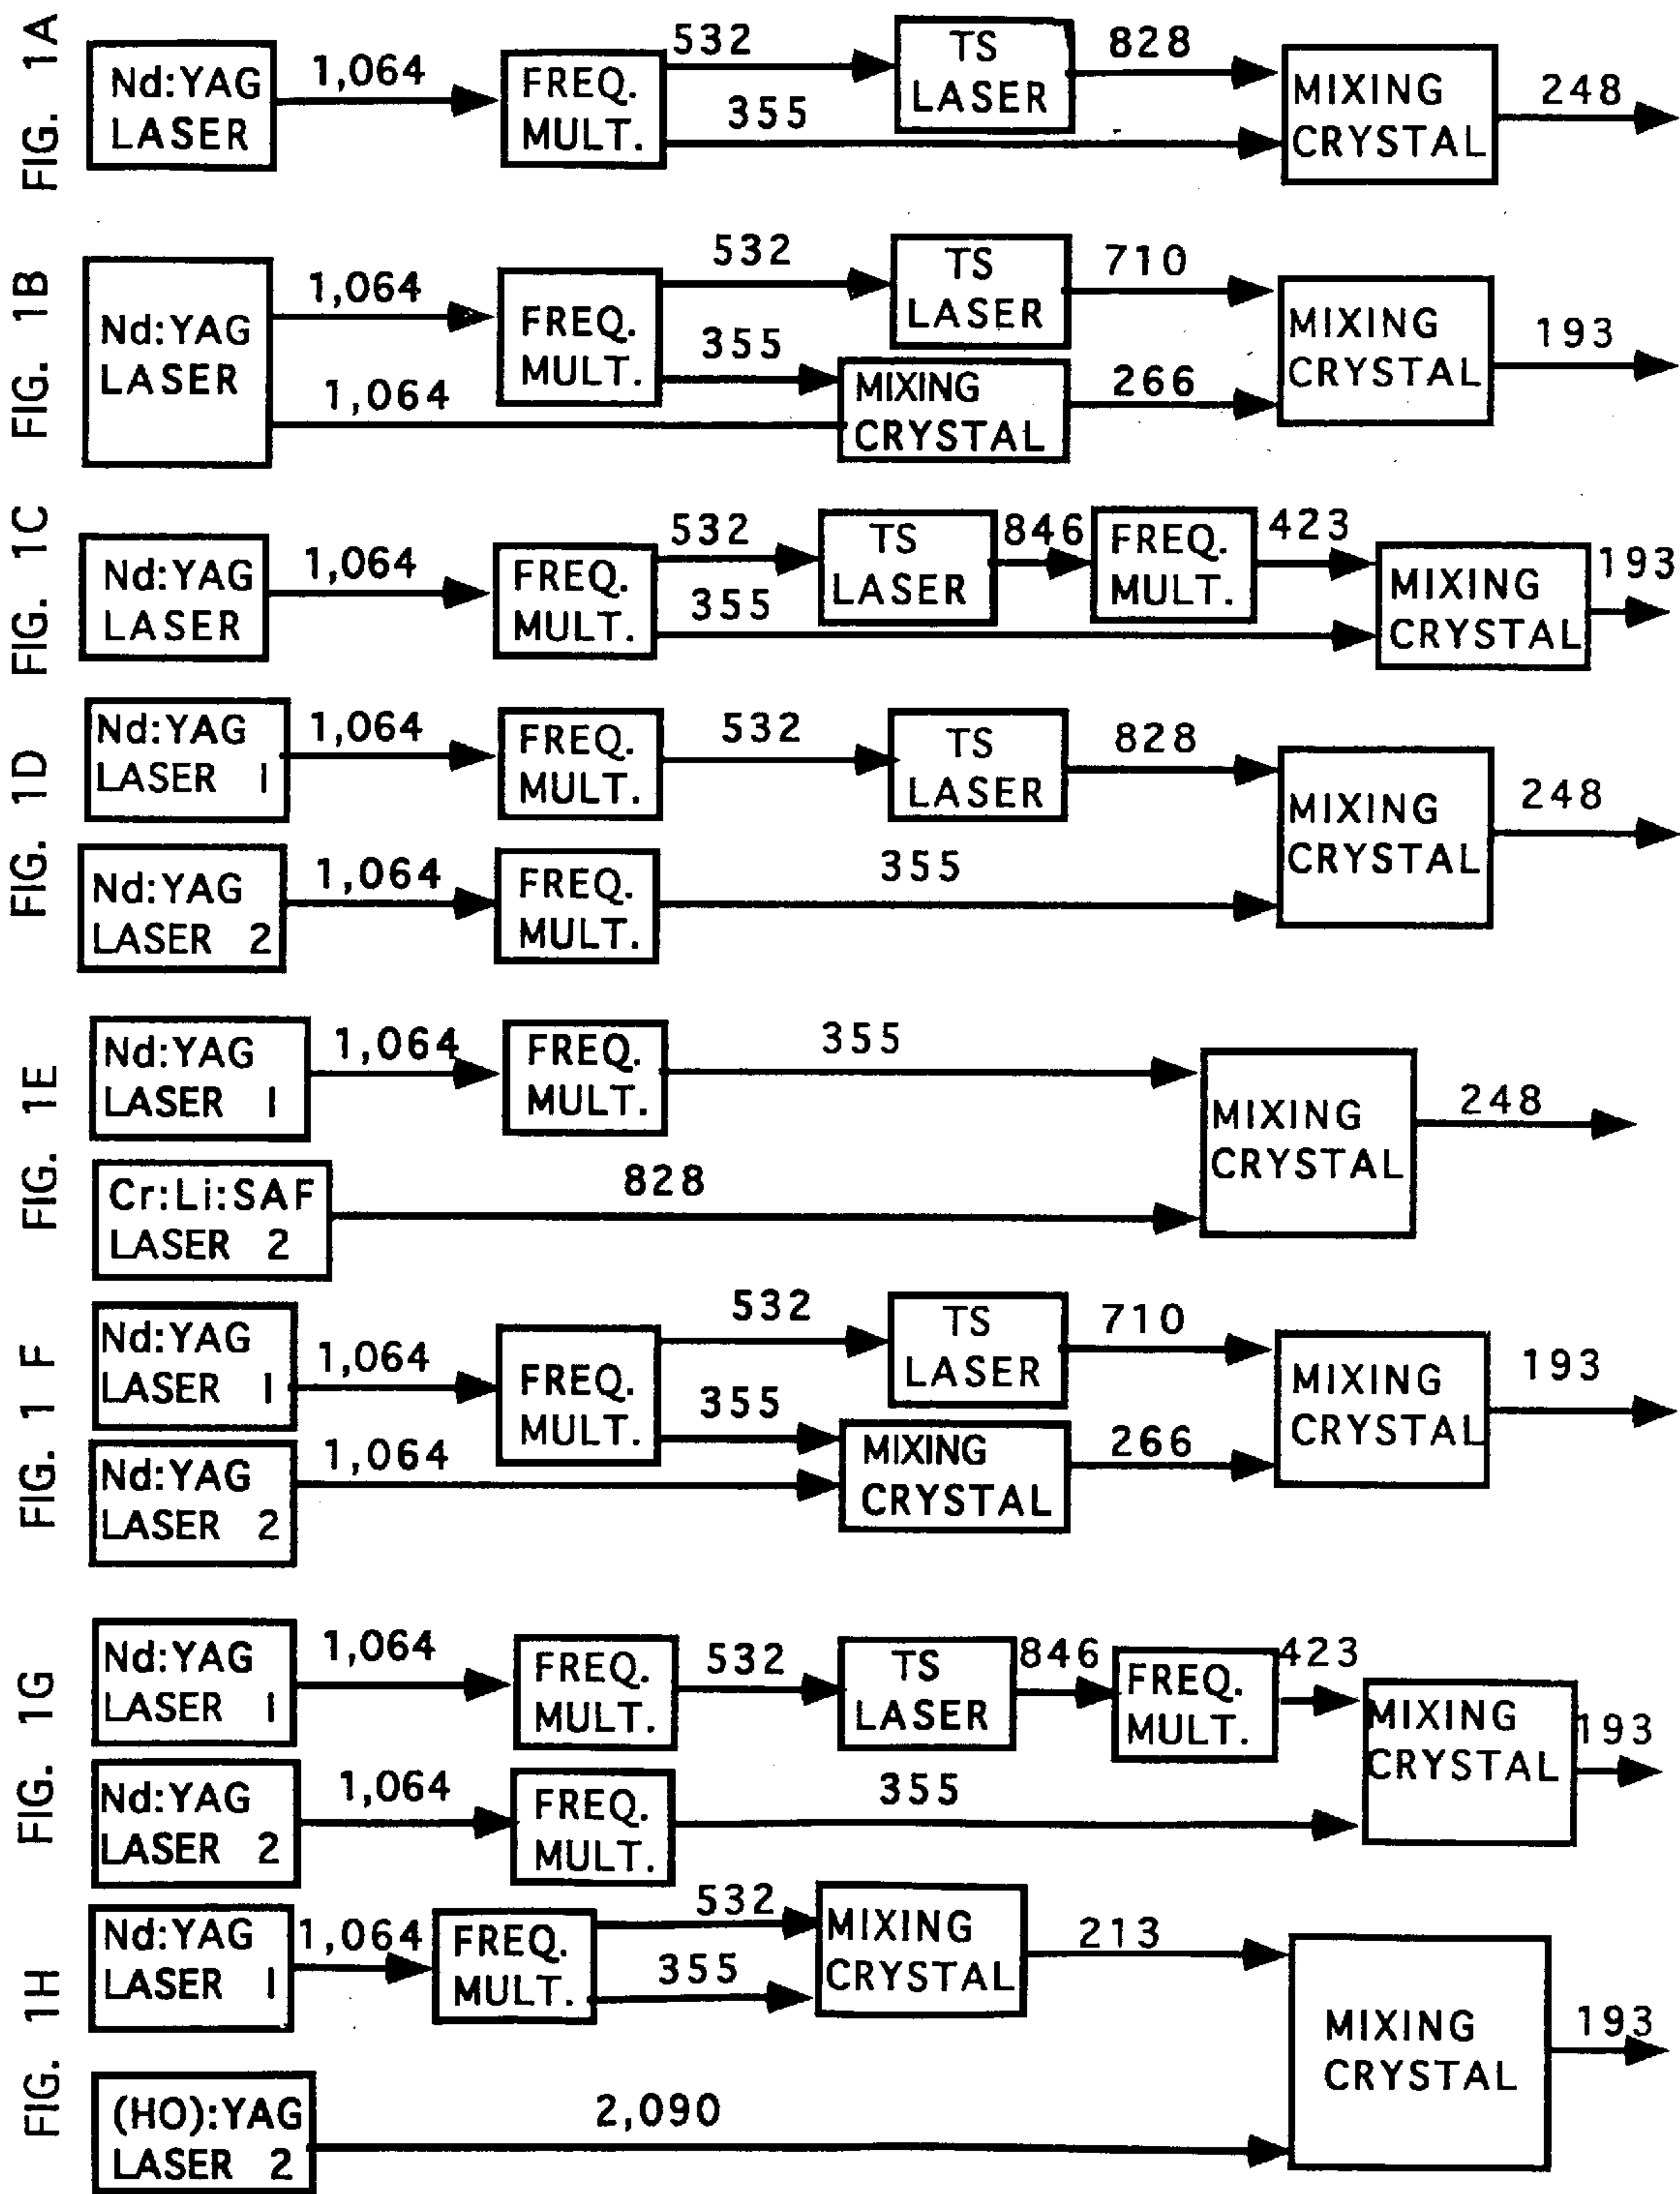 FIG. 1A
Nd:YAG
LASER
1,064
FREQ.
MULT.
532
355
TS
LASER
828
MIXING
CRYSTAL
248
FIG. 1B
Nd:YAG
LASER
1,064
1,064
FREQ.
MULT.
532
355
TS
LASER
MIXING
CRYSTAL
710
266
MIXING
CRYSTAL
193
FIG. 1C
Nd:YAG
LASER
1,064
FREQ.
MULT.
532
355
TS
LASER
846
FREQ.
MULT.
423
MIXING
CRYSTAL
193
FIG. 1D
Nd:YAG
LASER 1
1,064
FREQ.
MULT.
532
TS
LASER
828
Nd:YAG
LASER 2
1,064
FREQ.
MULT.
355
MIXING
CRYSTAL
248
FIG. 1E
Nd:YAG
LASER 1
1,064
FREQ.
MULT.
355
Cr:Li:SAF
LASER 2
828
MIXING
CRYSTAL
248
FIG. 1 F
Nd:YAG
LASER 1
1,064
FREQ.
MULT.
532
355
TS
LASER
710
Nd:YAG
LASER 2
1,064
MIXING
CRYSTAL
266
MIXING
CRYSTAL
193
FIG. 1G
Nd:YAG
LASER 1
1,064
FREQ.
MULT.
532
TS
LASER
846
FREQ.
MULT.
423
Nd:YAG
LASER 2
1,064
FREQ.
MULT.
355
MIXING
CRYSTAL
193
FIG. 1H
Nd:YAG
LASER 1
1,064
FREQ.
MULT.
532
355
MIXING
CRYSTAL
213
(HO):YAG
LASER 2
2,090
MIXING
CRYSTAL
193